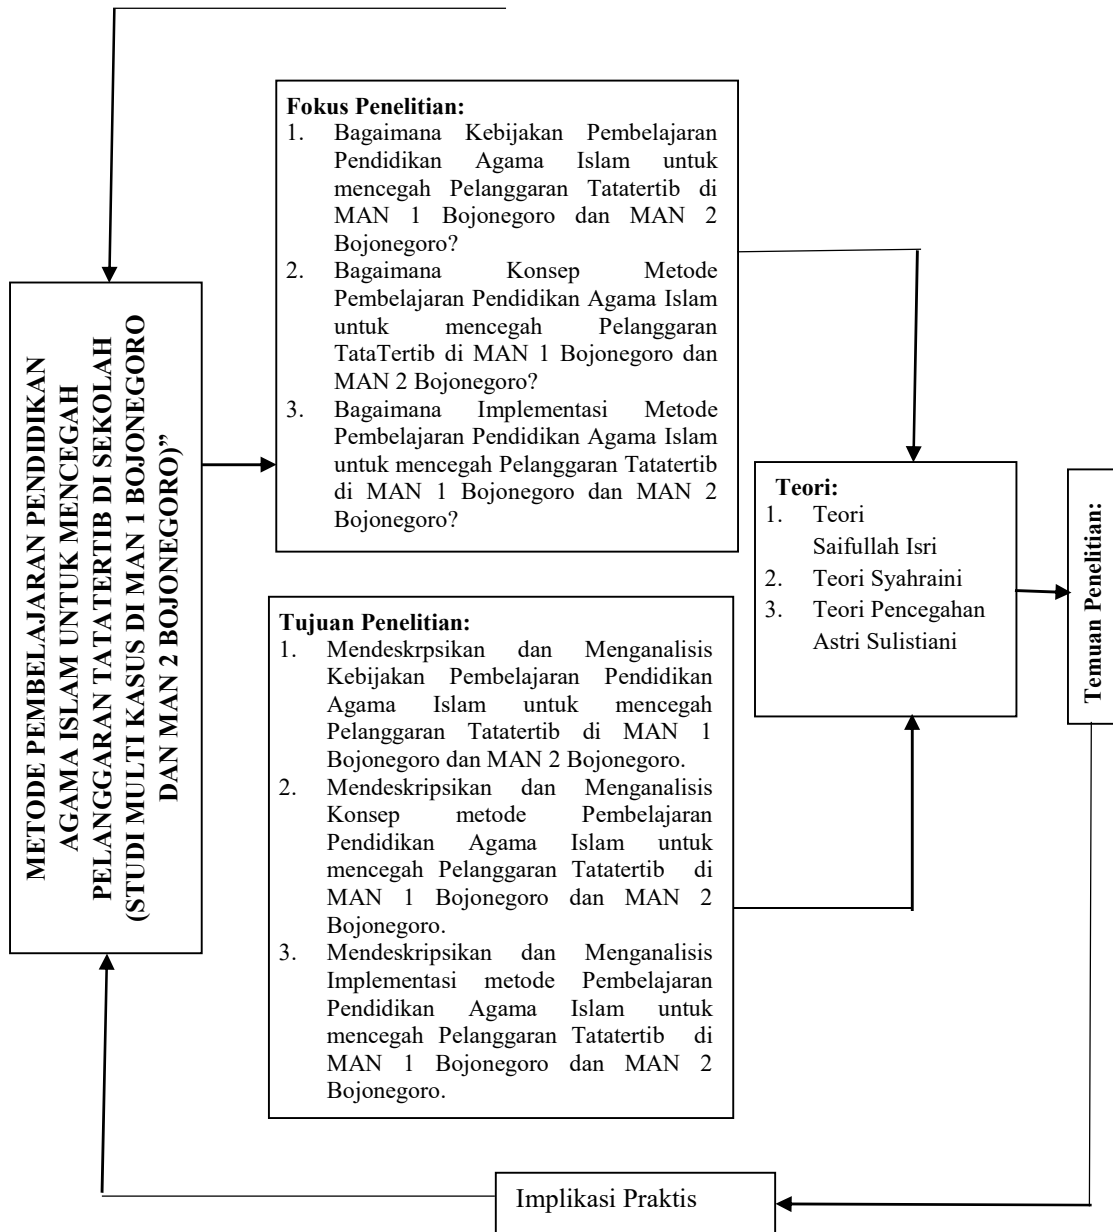 METODE PEMBELAJARAN PENDIDIKAN
AGAMA ISLAM UNTUK MENCEGAH
PELANGGARAN TATATERTIB DI SEKOLAH
(STUDI MULTI KASUS DI MAN 1 BOJONEGORO
DAN MAN 2 BOJONEGORO)”
Fokus Penelitian:
1. Bagaimana Kebijakan Pembelajaran
Pendidikan Agama Islam untuk
mencegah Pelanggaran Tatatertib di
MAN 1 Bojonegoro dan MAN 2
Bojonegoro?
2. Bagaimana Konsep Metode
Pembelajaran Pendidikan Agama Islam
untuk mencegah Pelanggaran
TataTertib di MAN 1 Bojonegoro dan
MAN 2 Bojonegoro?
3. Bagaimana Implementasi Metode
Pembelajaran Pendidikan Agama Islam
untuk mencegah Pelanggaran Tatatertib
di MAN 1 Bojonegoro dan MAN 2
Bojonegoro?
Tujuan Penelitian:
1. Mendeskrpsikan dan Menganalisis
Kebijakan Pembelajaran Pendidikan
Agama Islam untuk mencegah
Pelanggaran Tatatertib di MAN 1
Bojonegoro dan MAN 2 Bojonegoro.
2. Mendeskripsikan dan Menganalisis
Konsep metode Pembelajaran
Pendidikan Agama Islam untuk
mencegah Pelanggaran Tatatertib di
MAN 1 Bojonegoro dan MAN 2
Bojonegoro.
3. Mendeskripsikan dan Menganalisis
Implementasi metode Pembelajaran
Pendidikan Agama Islam untuk
mencegah Pelanggaran Tatatertib di
MAN 1 Bojonegoro dan MAN 2
Bojonegoro.
Teori:
1. Teori
Saifullah Isri
2. Teori Syahraini
3. Teori Pencegahan
Astri Sulistiani
Temuan Penelitian:
Implikasi Praktis